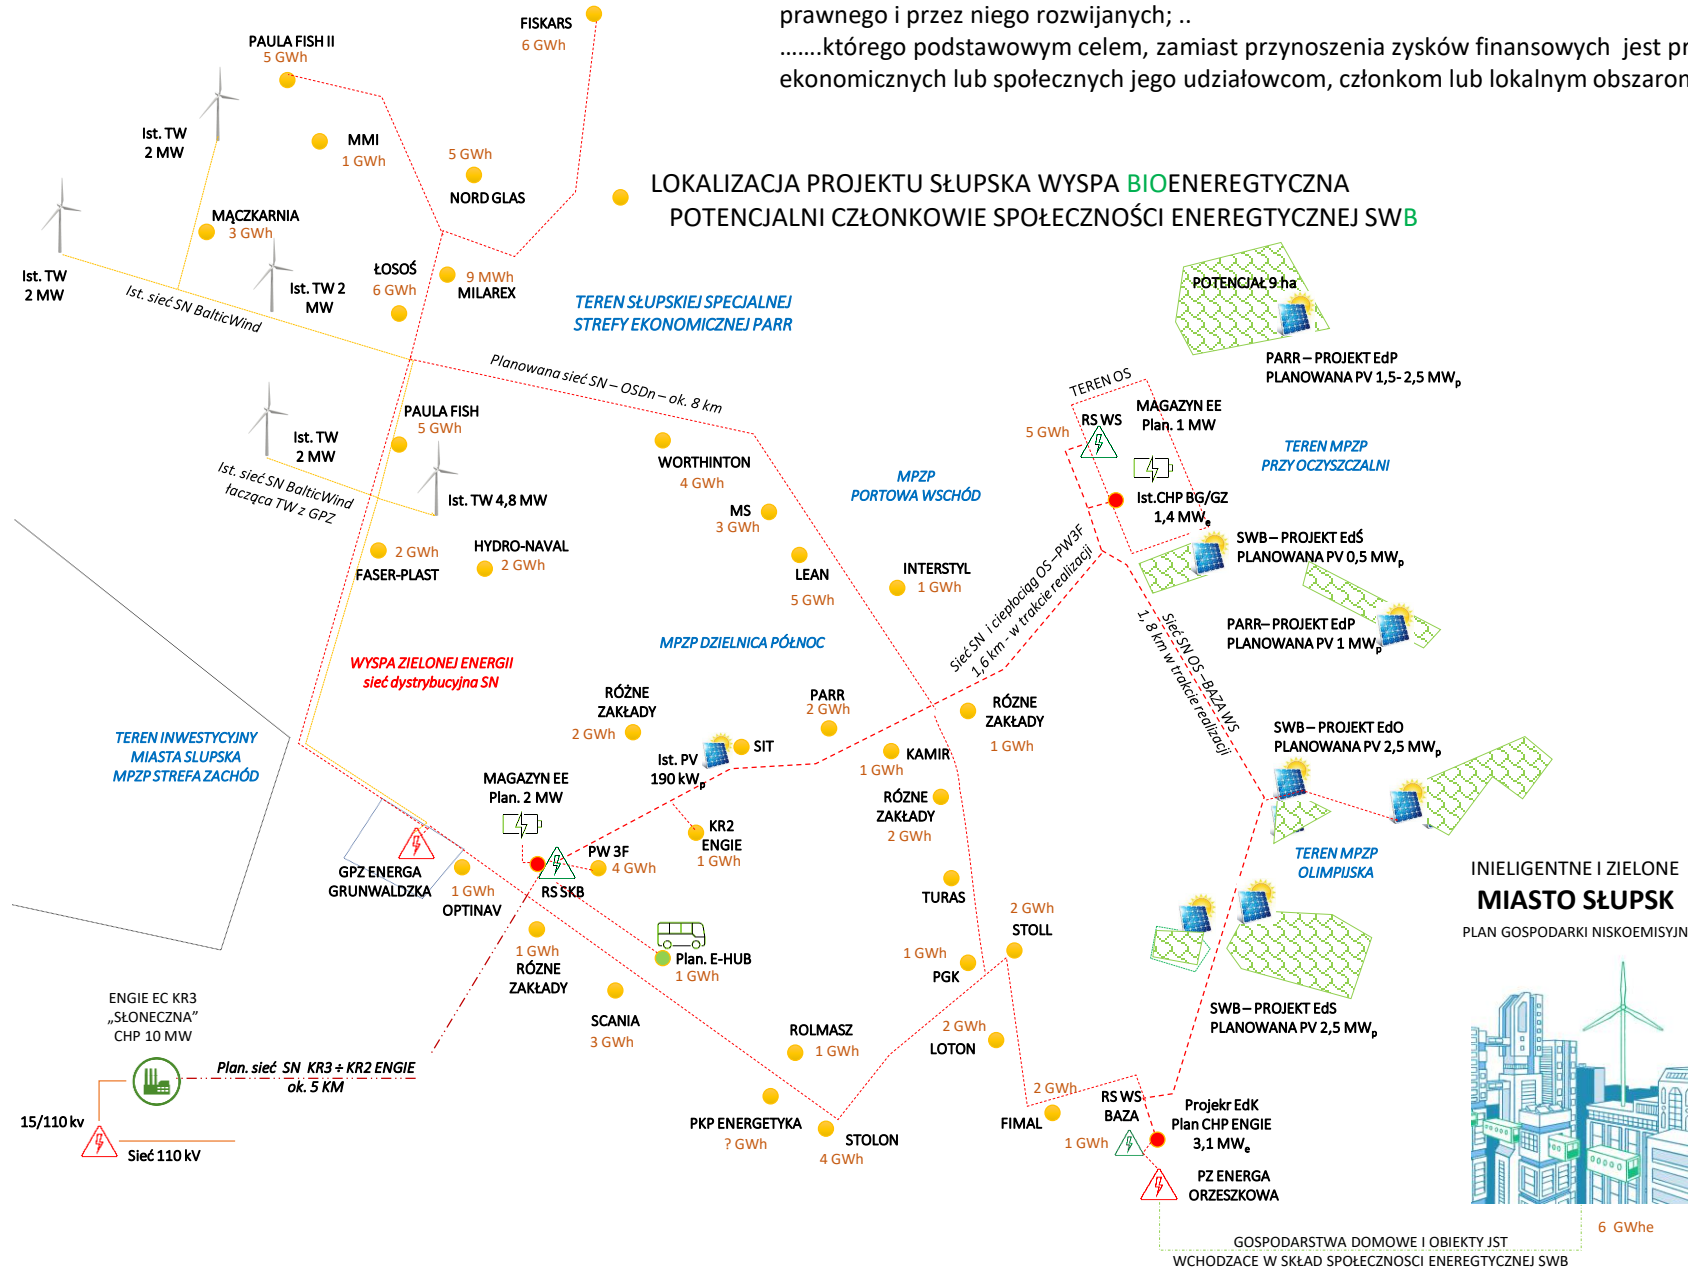 prawnego i przez niego rozwijanych; ..
…….którego podstawowym celem, zamiast przynoszenia zysków finansowych jest pr
ekonomicznych lub społecznych jego udziałowcom, członkom lub lokalnym obszarom
FISKARS
6 GWh
PAULA FISH II
5 GWh
Ist. TW
2 MW
MMI
1 GWh
5 GWh
NORD GLAS
LOKALIZACJA PROJEKTU SŁUPSKA WYSPA BIOENEREGTYCZNA
POTENCJALNI CZŁONKOWIE SPOŁECZNOŚCI ENEREGTYCZNEJ SWB
MĄCZKARNIA
3 GWh
Ist. TW
2 MW
Ist. TW 2
MW
ŁOSOŚ
6 GWh
9 MWh
MILAREX
Ist. sieć SN BalticWind
TEREN SŁUPSKIEJ SPECJALNEJ
STREFY EKONOMICZNEJ PARR
POTENCJAŁ 9 ha
PARR – PROJEKT EdP
PLANOWANA PV 1,5- 2,5 MWp
Planowana sieć SN – OSDn – ok. 8 km
TEREN OS
MAGAZYN EE
Plan. 1 MW
RS WS
5 GWh
PAULA FISH
5 GWh
Ist. TW
2 MW
Ist. sieć SN BalticWind
łacząca TW z GPZ
Ist. TW 4,8 MW
WORTHINTON
4 GWh
MPZP
PORTOWA WSCHÓD
TEREN MPZP
PRZY OCZYSZCZALNI
Ist.CHP BG/GZ
1,4 MWe
MS
3 GWh
2 GWh
FASER-PLAST
HYDRO-NAVAL
2 GWh
LEAN
5 GWh
INTERSTYL
1 GWh
SWB – PROJEKT EdŚ
PLANOWANA PV 0,5 MWp
Sieć SN i ciepłociąg OS –PW3F
1,6 km - w trakcie realizacji
Sieć SN OS –BAZA WS
1, 8 km w trakcie realizacji
PARR– PROJEKT EdP
PLANOWANA PV 1 MWp
MPZP DZIELNICA PÓŁNOC
WYSPA ZIELONEJ ENERGII
sieć dystrybucyjna SN
RÓŻNE
ZAKŁADY
2 GWh
PARR
2 GWh
RÓZNE
ZAKŁADY
1 GWh
TEREN INWESTYCYJNY
MIASTA SLUPSKA
MPZP STREFA ZACHÓD
SIT
Ist. PV
190 kWp
KAMIR
1 GWh
SWB – PROJEKT EdO
PLANOWANA PV 2,5 MWp
MAGAZYN EE
Plan. 2 MW
RÓZNE
ZAKŁADY
2 GWh
KR2
ENGIE
1 GWh
PW 3F
4 GWh
RS SKB
GPZ ENERGA
GRUNWALDZKA
1 GWh
OPTINAV
TEREN MPZP
OLIMPIJSKA
INIELIGENTNE I ZIELONE
MIASTO SŁUPSK
PLAN GOSPODARKI NISKOEMISYJN
TURAS
2 GWh
STOLL
1 GWh
PGK
1 GWh
RÓZNE
ZAKŁADY
Plan. E-HUB
1 GWh
SCANIA
3 GWh
SWB – PROJEKT EdS
PLANOWANA PV 2,5 MWp
ENGIE EC KR3
„SŁONECZNA”
CHP 10 MW
Plan. sieć SN KR3 ÷ KR2 ENGIE
ok. 5 KM
ROLMASZ
1 GWh
2 GWh
LOTON
15/110 kv
Sieć 110 kV
PKP ENERGETYKA
? GWh
STOLON
4 GWh
2 GWh
FIMAL
RS WS
BAZA
1 GWh
Projekr EdK
Plan CHP ENGIE
3,1 MWe
PZ ENERGA
ORZESZKOWA
6 GWhe
GOSPODARSTWA DOMOWE I OBIEKTY JST
WCHODZACE W SKŁAD SPOŁECZNOSCI ENEREGTYCZNEJ SWB